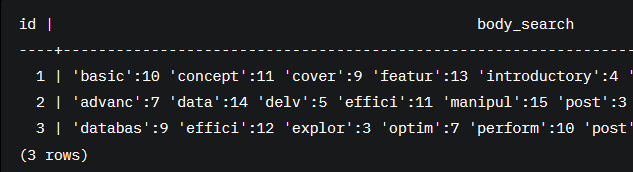 id |                                                body_search
----+----------------------------------------------------------------
  1 | 'basic':10 'concept':11 'cover':9 'featur':13 'introductory':4 '
  2 | 'advanc':7 'data':14 'delv':5 'effici':11 'manipul':15 'post':3
  3 | 'databas':9 'effici':12 'explor':3 'optim':7 'perform':10 'post'
(3 rows)